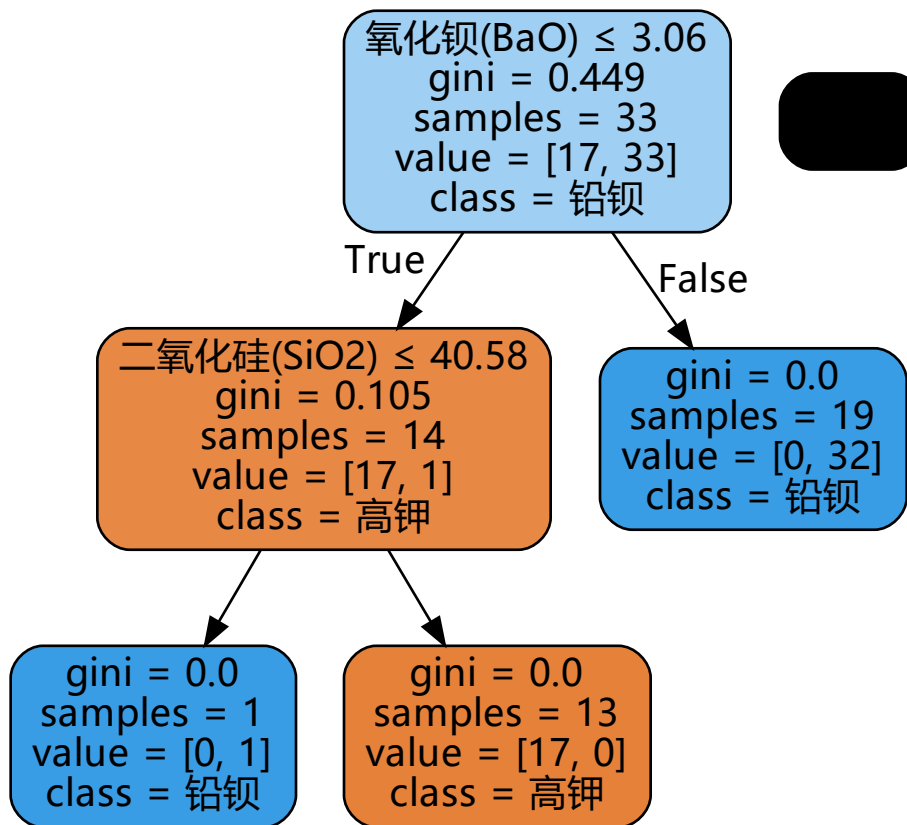 氧化钡(BaO) ≤ 3.06
gini = 0.449
samples = 33
value = [17, 33]
class = 铅钡
True
False
二氧化硅(SiO2) ≤ 40.58
gini = 0.105
samples = 14
value = [17, 1]
class = 高钾
gini = 0.0
samples = 19
value = [0, 32]
class = 铅钡
gini = 0.0
samples = 1
value = [0, 1]
class = 铅钡
gini = 0.0
samples = 13
value = [17, 0]
class = 高钾